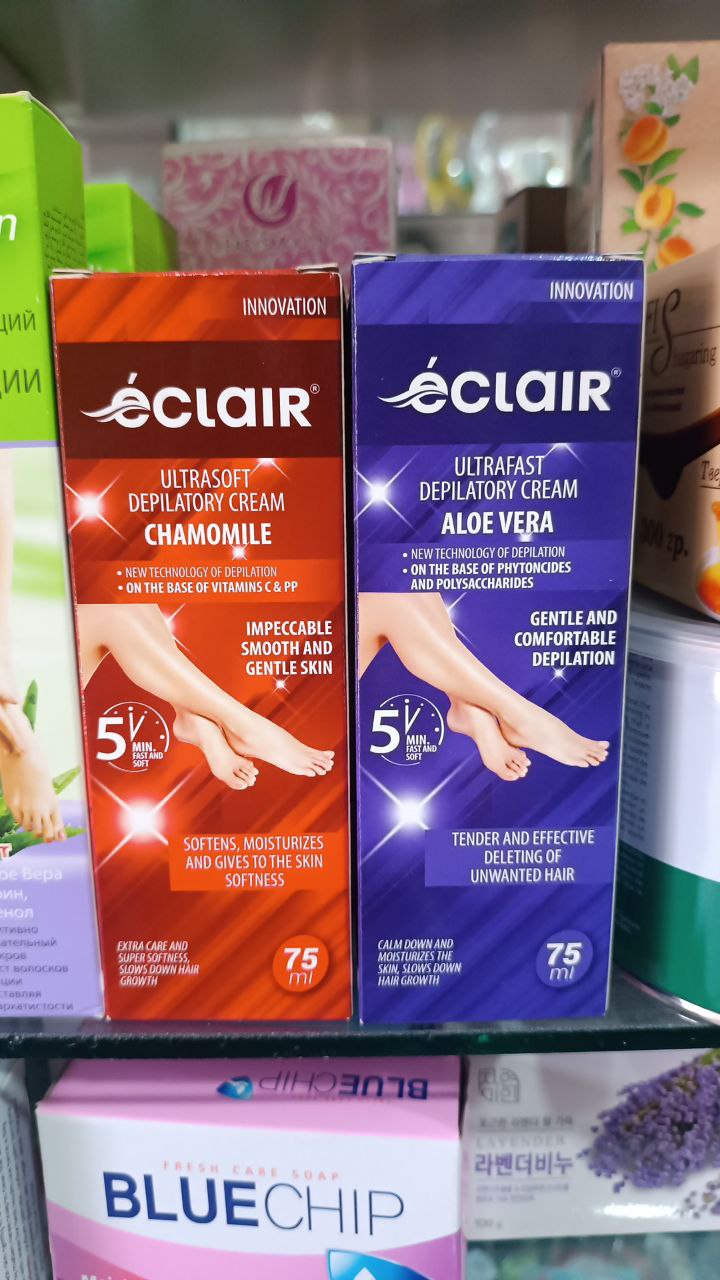 INNOVATION
éCLAIR®
ULTRASOFT
DEPILATORY CREAM
CHAMOMILE
• NEW TECHNOLOGY OF DEPILATION
• ON THE BASE OF VITAMINS C & PP
IMPECCABLE
SMOOTH AND
GENTLE SKIN
5
MIN.
FAST AND
SOFT
SOFTENS, MOISTURIZES
AND GIVES TO THE SKIN
SOFTNESS
EXTRA CARE AND
SUPER SOFTNESS,
SLOWS DOWN HAIR
GROWTH
75
ml
INNOVATION
éCLAIR®
ULTRAFAST
DEPILATORY CREAM
ALOE VERA
• NEW TECHNOLOGY OF DEPILATION
• ON THE BASE OF PHYTONCIDES
AND POLYSACCHARIDES
GENTLE AND
COMFORTABLE
DEPILATION
5
MIN.
FAST AND
SOFT
TENDER AND EFFECTIVE
DELETING OF
UNWANTED HAIR
CALM DOWN AND
MOISTURIZES THE
SKIN, SLOWS DOWN
HAIR GROWTH
75
ml
Вера
sugaring
BLUECHIP
FRESH CARE SOAP
BLUECHIP
LAVENDER
라벤더비누